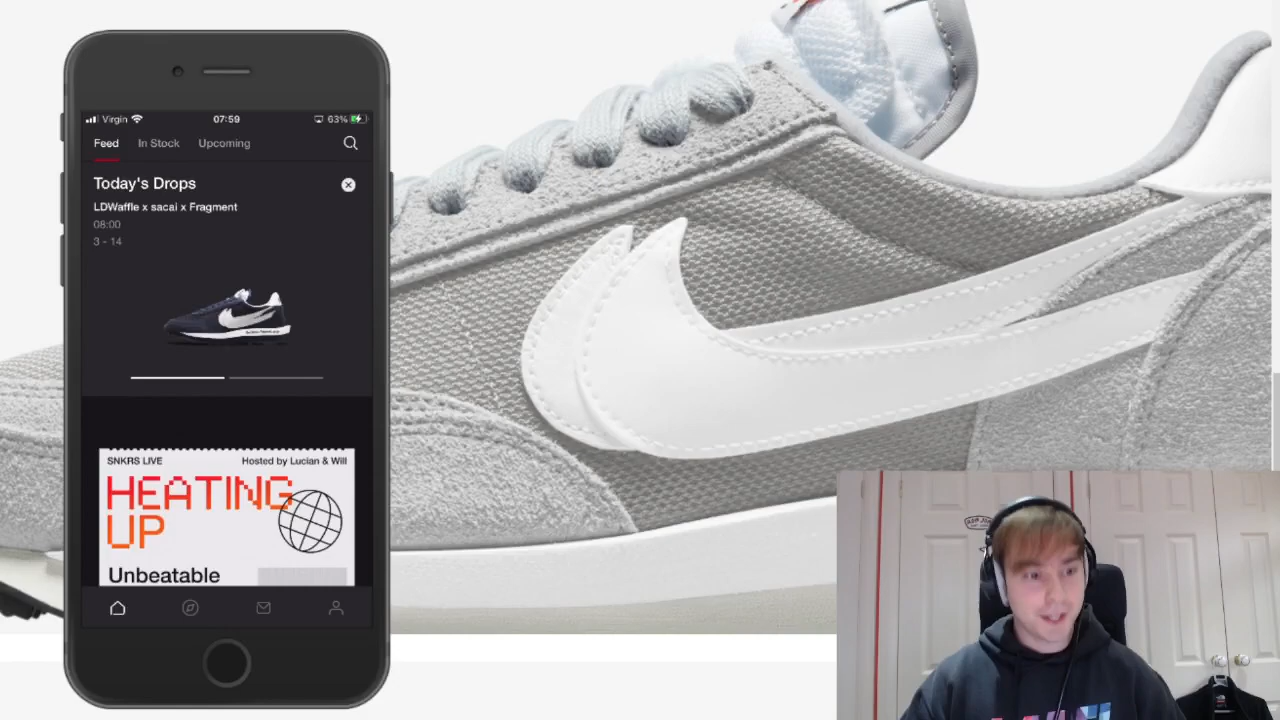 Virgin 07:59 63%
Feed In Stock Upcoming
Today's Drops
LDWaffle x sacai x Fragment
08:00
3 - 14
SNKRS LIVE Hosted by Lucian & Will
HEATING
UP
Unbeatable